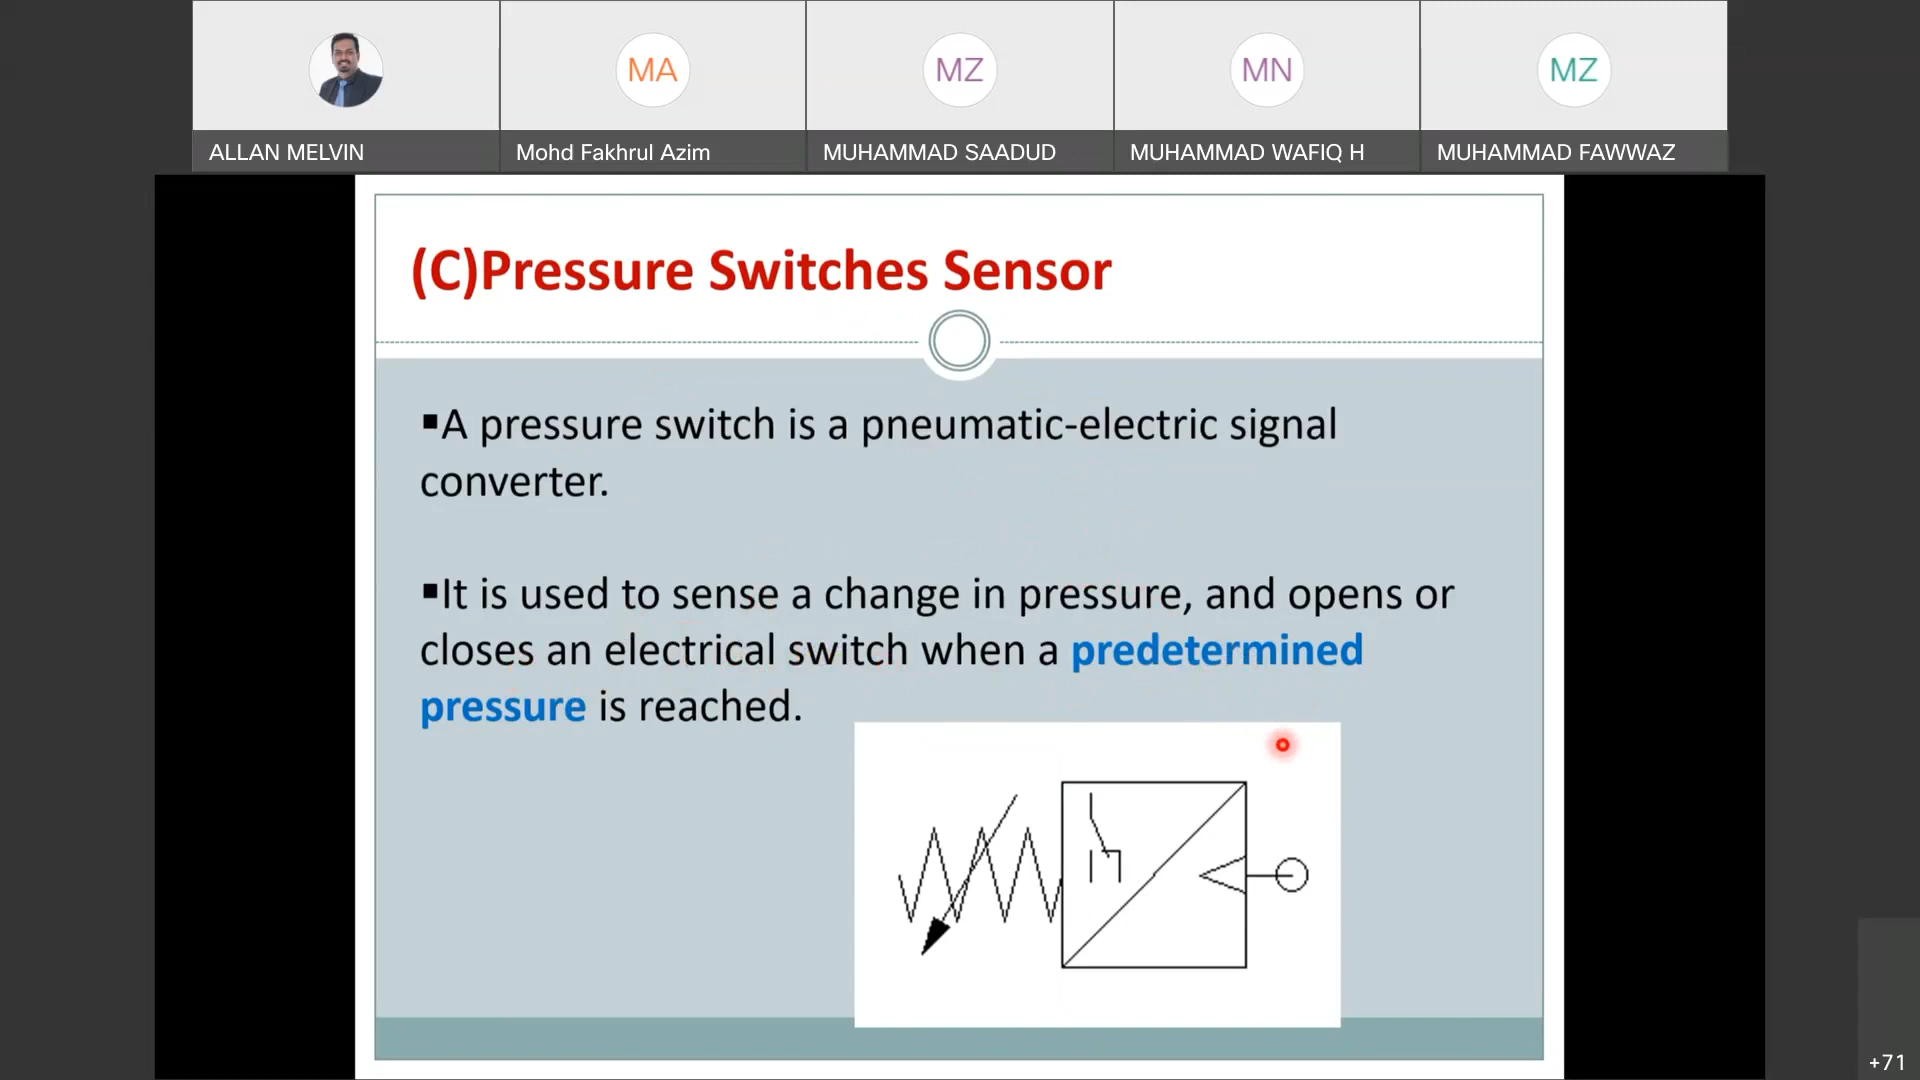 MA
MZ
MN
MZ
ALLAN MELVIN
Mohd Fakhrul Azim
MUHAMMAD SAADUD
MUHAMMAD WAFIQ H
MUHAMMAD FAWWAZ
(C)Pressure Switches Sensor
▪A pressure switch is a pneumatic-electric signal
converter.
▪It is used to sense a change in pressure, and opens or
closes an electrical switch when a predetermined
pressure is reached.
+71